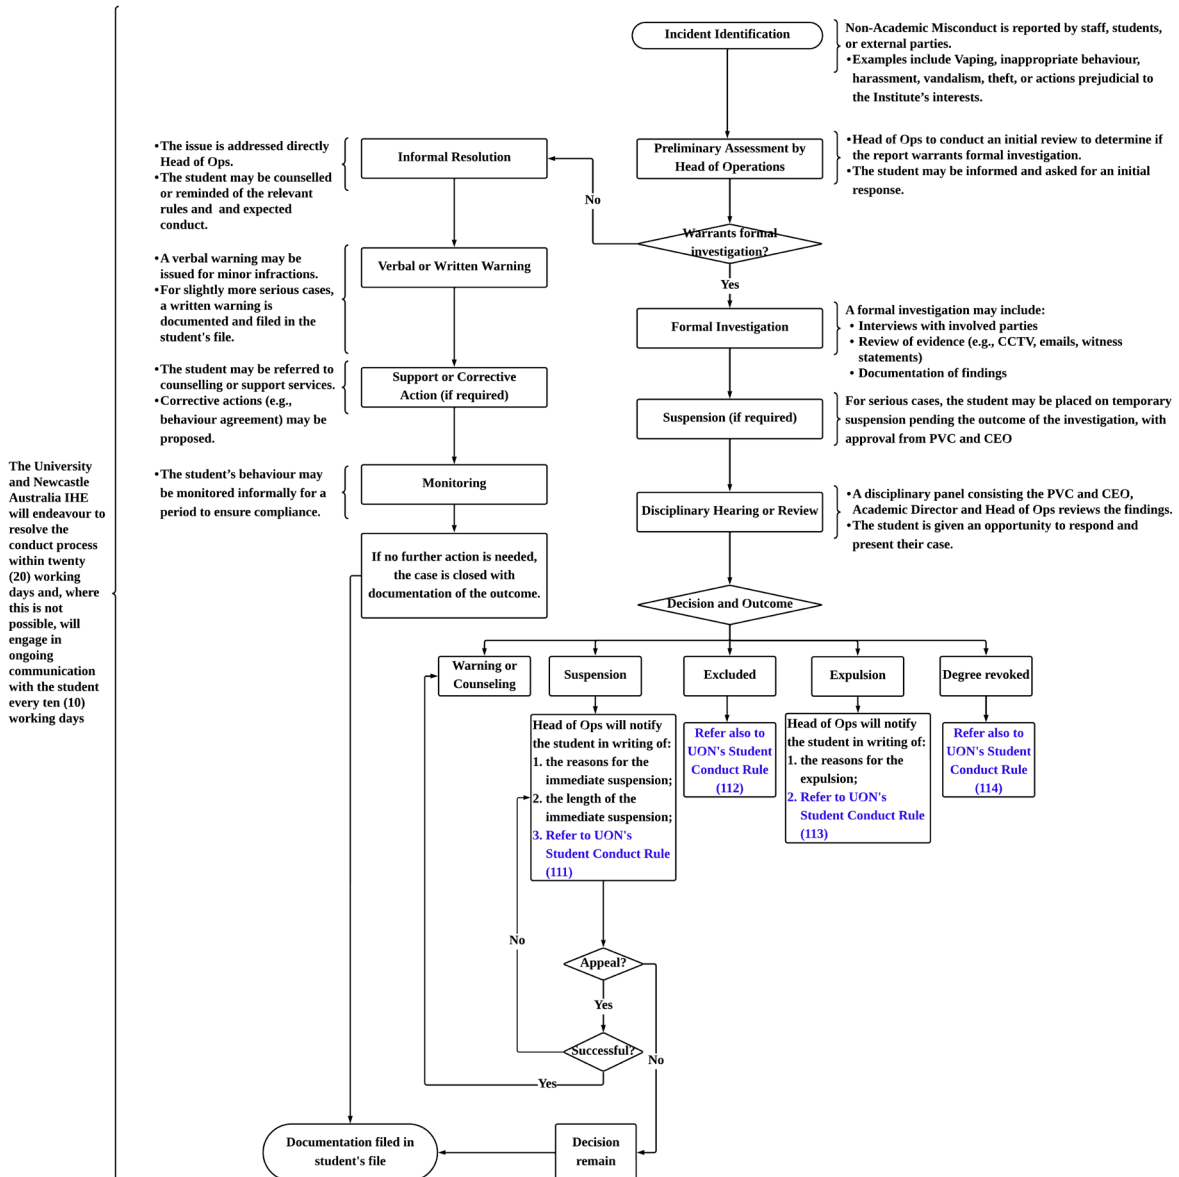 Incident Identification
Non-Academic Misconduct is reported by staff, students,
or external parties.
•Examples include Vaping, inappropriate behaviour,
harassment, vandalism, theft, or actions prejudicial to
the Institute's interests.
Preliminary Assessment by
Head of Operations
•Head of Ops to conduct an initial review to determine if
the report warrants formal investigation.
•The student may be informed and asked for an initial
response.
•The issue is addressed directly
Head of Ops.
•The student may be counselled
or reminded of the relevant
rules and and expected
conduct.
Informal Resolution
No
Warrants formal
investigation?
Yes
•A verbal warning may be
issued for minor infractions.
•For slightly more serious cases,
a written warning is
documented and filed in the
student's file.
Verbal or Written Warning
Formal Investigation
A formal investigation may include:
• Interviews with involved parties
• Review of evidence (e.g., CCTV, emails, witness
statements)
• Documentation of findings
•The student may be referred to
counselling or support services.
•Corrective actions (e.g.,
behaviour agreement) may be
proposed.
Support or Corrective
Action (if required)
Suspension (if required)
For serious cases, the student may be placed on temporary
suspension pending the outcome of the investigation, with
approval from PVC and CEO
•The student's behaviour may
be monitored informally for a
period to ensure compliance.
Monitoring
Disciplinary Hearing or Review
•A disciplinary panel consisting the PVC and CEO,
Academic Director and Head of Ops reviews the findings.
•The student is given an opportunity to respond and
present their case.
The University
and Newcastle
Australia IHE
will endeavour to
resolve the
conduct process
within twenty
(20) working
days and, where
this is not
possible, will
engage in
ongoing
communication
with the student
every ten (10)
working days
If no further action is needed,
the case is closed with
documentation of the outcome.
Decision and Outcome
Warning or
Counseling
Suspension
Excluded
Expulsion
Degree revoked
Head of Ops will notify
the student in writing of:
1. the reasons for the
immediate suspension;
2. the length of the
immediate suspension;
3. Refer to UON's
Student Conduct Rule
(111)
Refer also to
UON's Student
Conduct Rule
(112)
Head of Ops will notify
the student in writing of:
1. the reasons for the
expulsion;
2. Refer to UON's
Student Conduct Rule
(113)
Refer also to
UON's Student
Conduct Rule
(114)
No
Appeal?
Yes
Successful?
No
Yes
Documentation filed in
student's file
Decision
remain